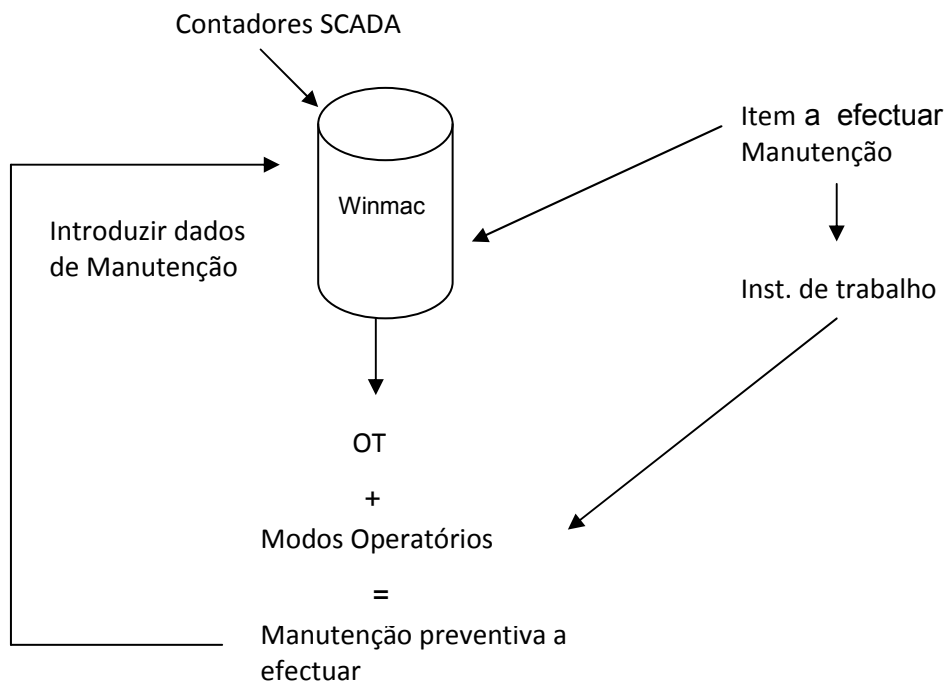 Contadores SCADA
Item a efectuar
Manutenção
Winmac
Introduzir dados
de Manutenção
Inst. de trabalho
OT
+
Modos Operatórios
=
Manutenção preventiva a
efectuar